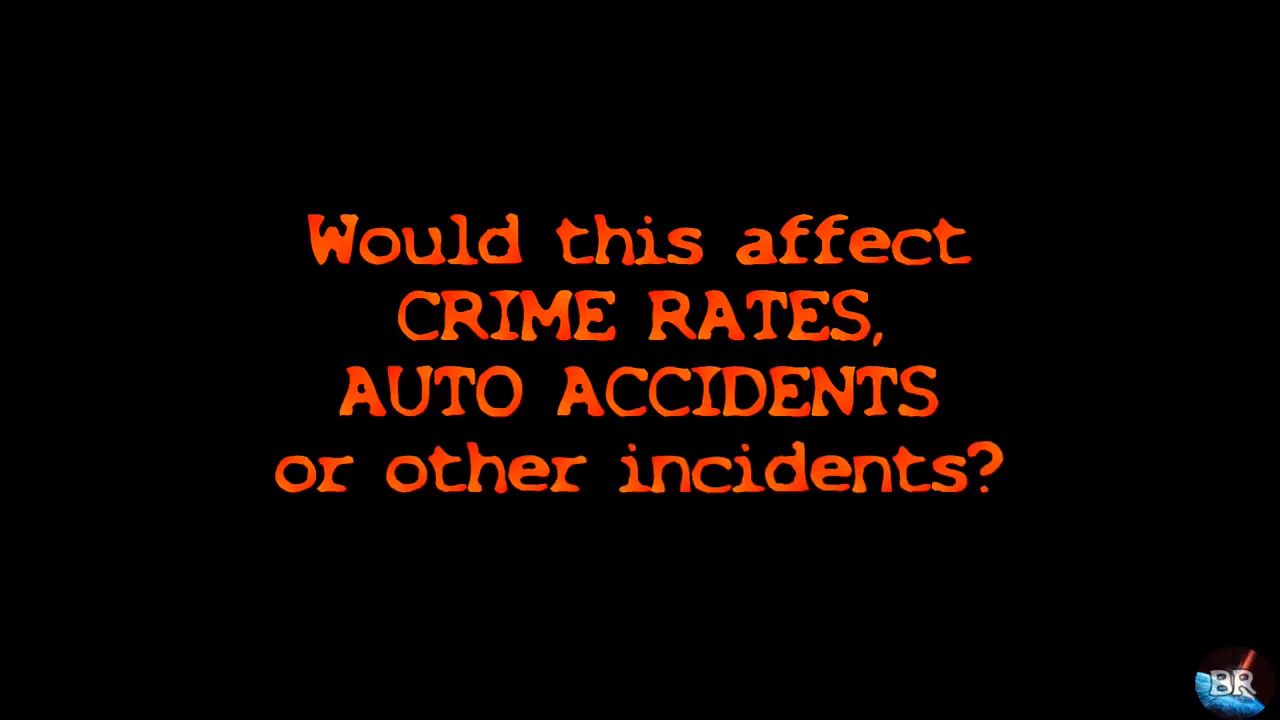 Would this affect
CRIME RATES,
AUTO ACCIDENTS
or other incidents?
BR